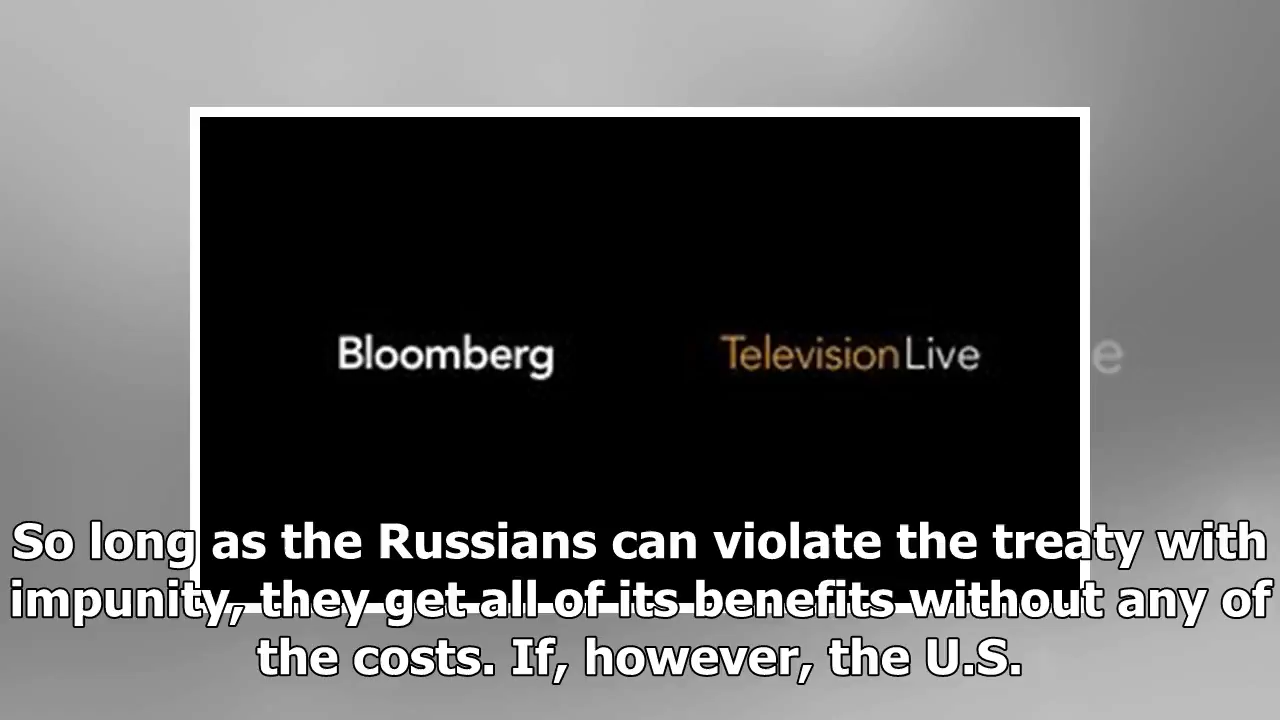 Bloomberg TelevisionLive e
So long as the Russians can violate the treaty with
impunity, they get all of its benefits without any of
the costs. If, however, the U.S.